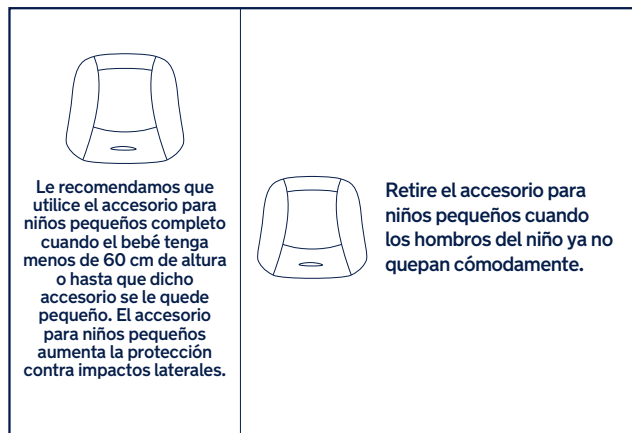 Le recomendamos que
utilice el accesorio para
niños pequeños completo
cuando el bebé tenga
menos de 60 cm de altura
o hasta que dicho
accesorio se le quede
pequeño. El accesorio
para niños pequeños
aumenta la protección
contra impactos laterales.
Retire el accesorio para
niños pequeños cuando
los hombros del niño ya no
quepan cómodamente.